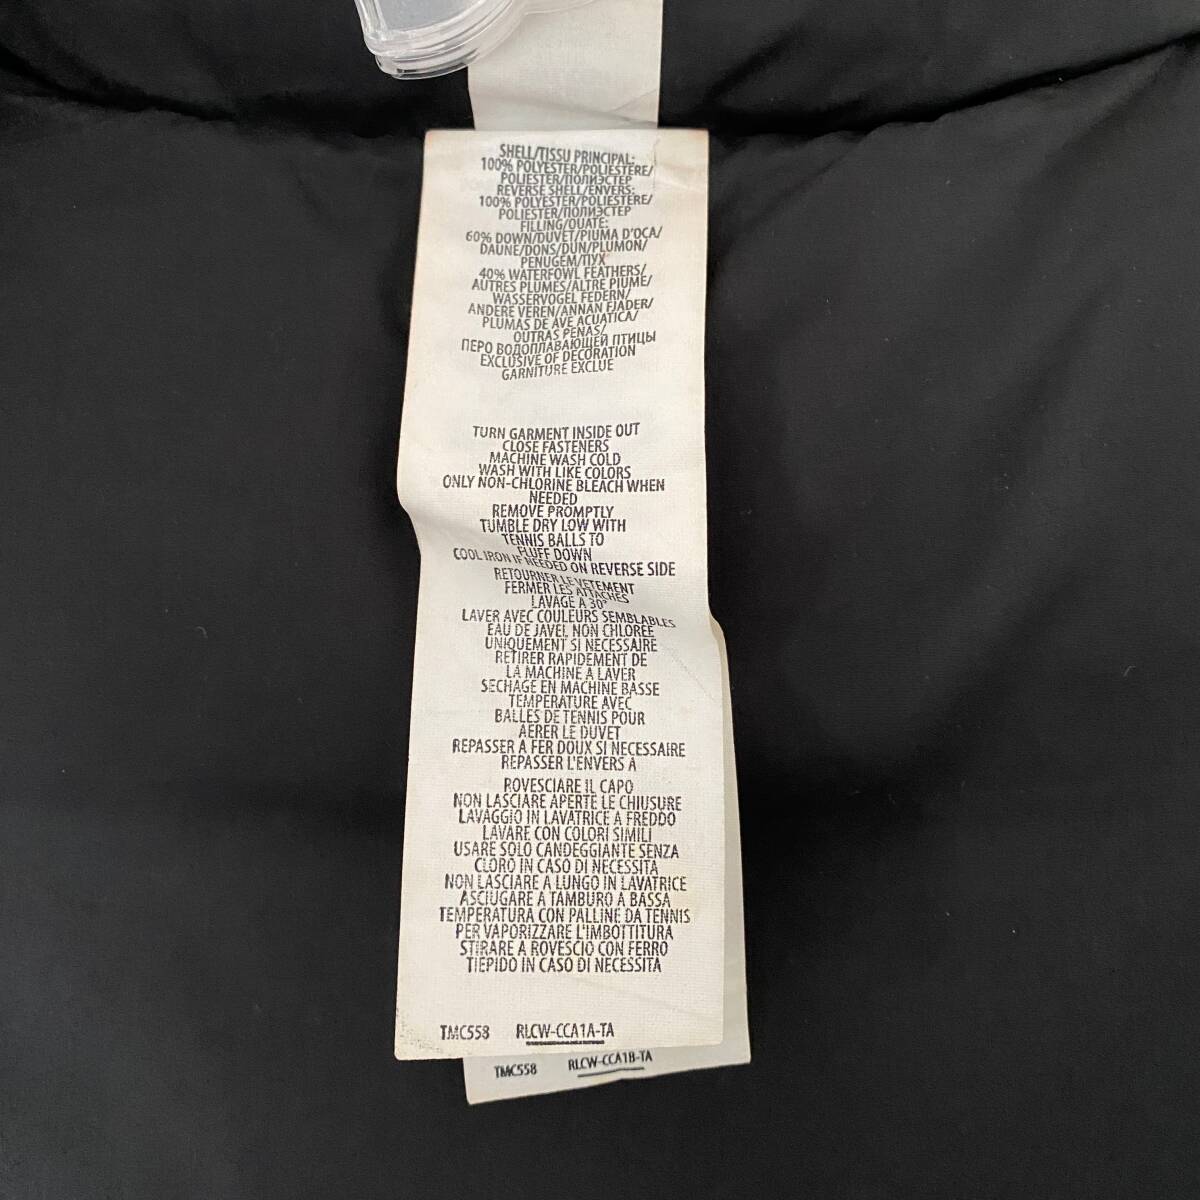 SHELL/TISSU PRINCIPAL:
100% POLYESTER/POLIESTERE/
POLIESTER/ПОЛИЭСТЕР
REVERSE SHELL/ENVERS:
100% POLYESTER/POLIESTERE/
POLIESTER/ПОЛИЭСТЕР
FILLING/OUATE:
60% DOWN/DUVET/PIUMA D'OCA/
DAUNE/DONS/DUN/PLUMON/
PENUGEM/ПУХ
40% WATERFOWL FEATHERS/
AUTRES PLUMES/ALTRE PIUME/
WASSERVOGEL FEDERN/
ANDERE VEREN/ANNAN FJADER/
PLUMAS DE AVE ACUATICA/
OUTRAS PENAS/
ПЕРО ВОДОПЛАВАЮЩЕЙ ПТИЦЫ
EXCLUSIVE OF DECORATION
GARNITURE EXCLUE
TURN GARMENT INSIDE OUT
CLOSE FASTENERS
MACHINE WASH COLD
WASH WITH LIKE COLORS
ONLY NON-CHLORINE BLEACH WHEN
NEEDED
REMOVE PROMPTLY
TUMBLE DRY LOW WITH
TENNIS BALLS TO
FLUFF DOWN
COOL IRON IF NEEDED ON REVERSE SIDE
RETOURNER LE VETEMENT
FERMER LES ATTACHES
LAVAGE A 30°
LAVER AVEC COULEURS SEMBLABLES
EAU DE JAVEL NON CHLOREE
UNIQUEMENT SI NECESSAIRE
RETIRER RAPIDEMENT DE
LA MACHINE A LAVER
SECHAGE EN MACHINE BASSE
TEMPERATURE AVEC
BALLES DE TENNIS POUR
AERER LE DUVET
REPASSER A FER DOUX SI NECESSAIRE
REPASSER L'ENVERS A
ROVESCIARE IL CAPO
NON LASCIARE APERTE LE CHIUSURE
LAVAGGIO IN LAVATRICE A FREDDO
LAVARE CON COLORI SIMILI
USARE SOLO CANDEGGIANTE SENZA
CLORO IN CASO DI NECESSITA
NON LASCIARE A LUNGO IN LAVATRICE
ASCIUGARE A TAMBURO A BASSA
TEMPERATURA CON PALLINE DA TENNIS
PER VAPORIZZARE L'IMBOTTITURA
STIRARE A ROVESCIO CON FERRO
TIEPIDO IN CASO DI NECESSITA
TMC558 RLCW-CCA1A-TA
TMC558 RLCW-CCA1B-TA